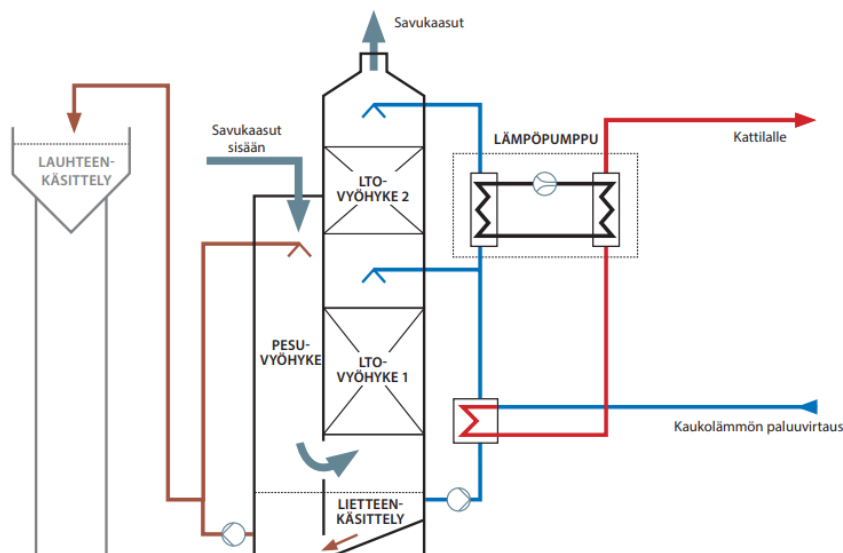 Savukaasut
Savukaasut
sisään
LÄMPÖPUMPPU
Kattilalle
LAUHTEEN-
KÄSITTELY
LTO-
VYÖHYKE 2
PESU-
VYÖHYKE
LTO-
VYÖHYKE 1
Kaukolämmön paluuvirtaus
LIETTEEN-
KÄSITTELY